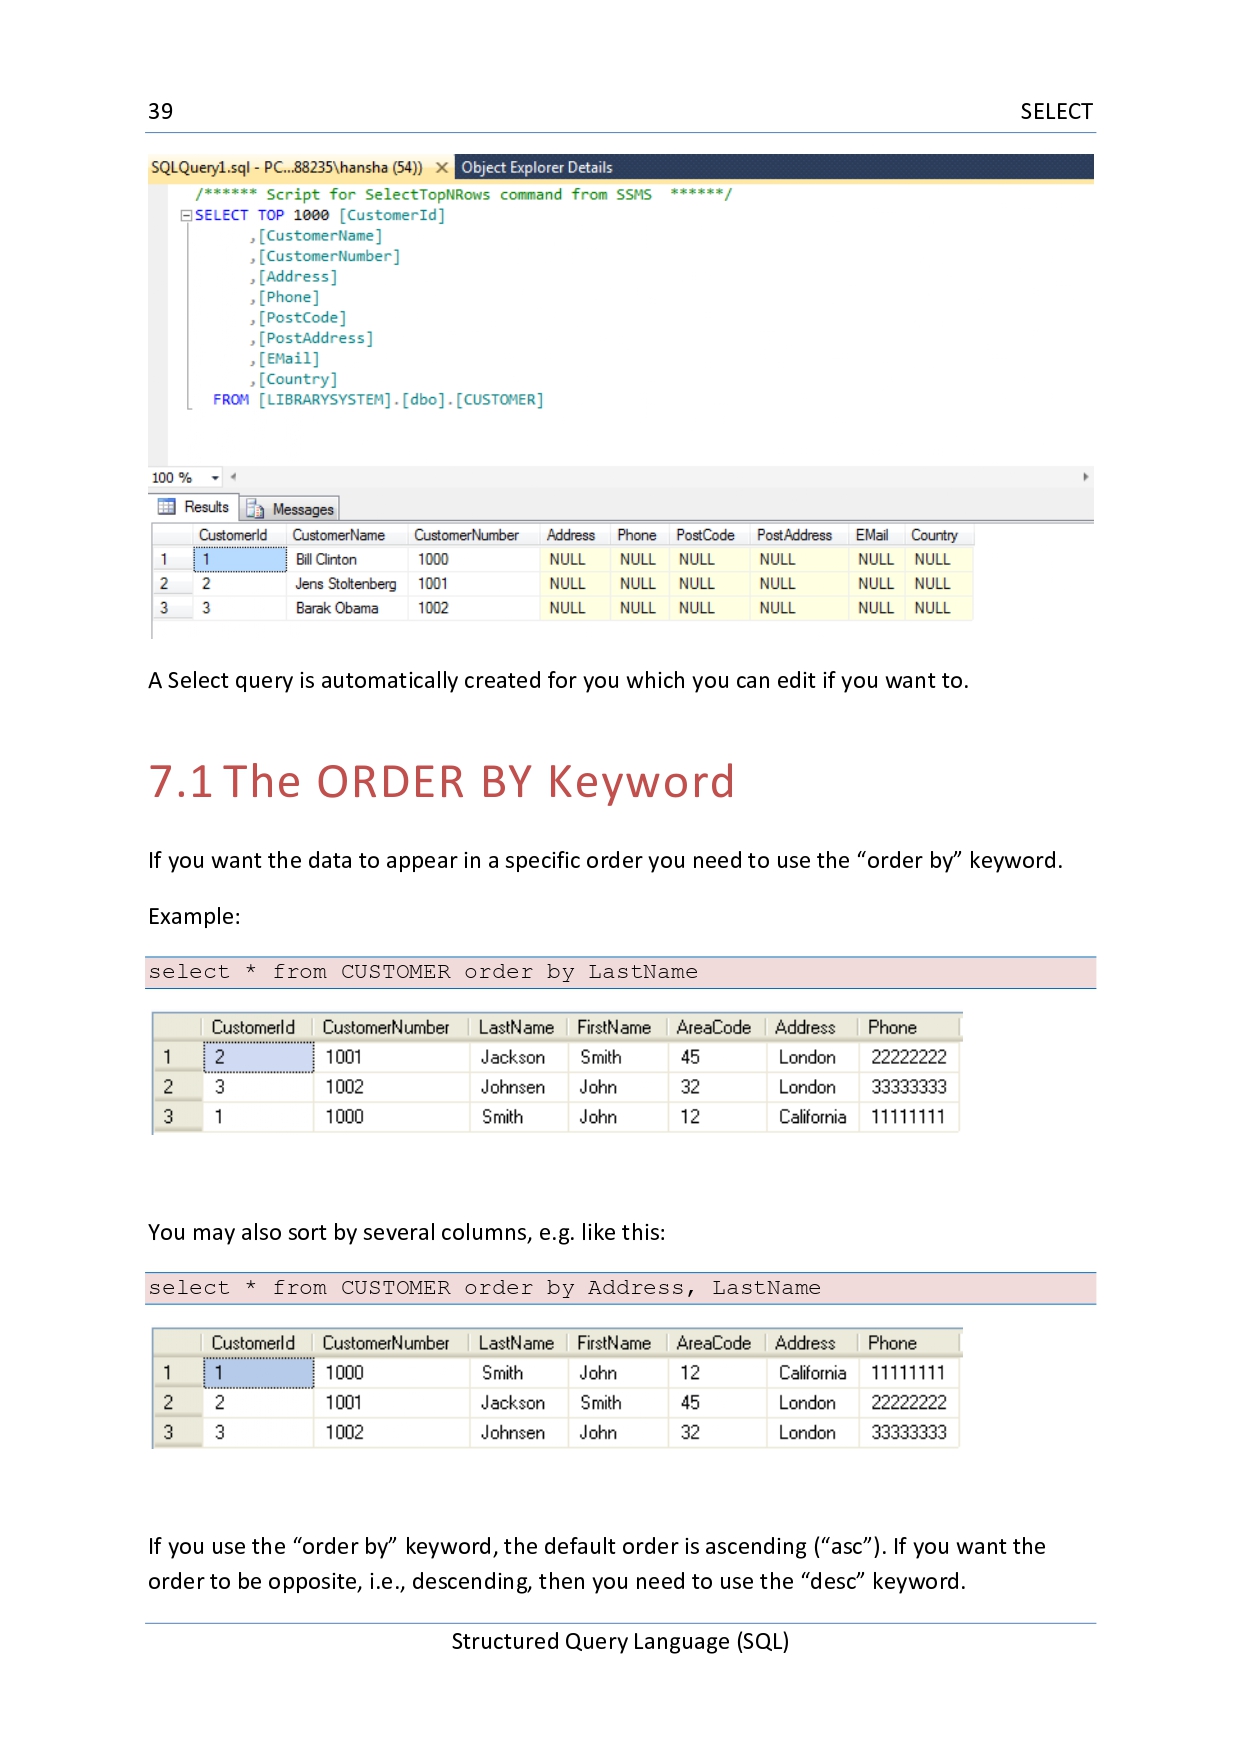 39 SELECT
SQLQuery1.sql - PC...88235\hansha (54)) × Object Explorer Details
/****** Script for SelectTopNRows command from SSMS ******/
SELECT TOP 1000 [CustomerId]
,[CustomerName]
,[CustomerNumber]
,[Address]
,[Phone]
,[PostCode]
,[PostAddress]
,[EMail]
,[Country]
FROM [LIBRARYSYSTEM].[dbo].[CUSTOMER]
100 %
Results Messages
CustomerId CustomerName CustomerNumber Address Phone PostCode PostAddress EMail Country
1 1 Bill Clinton 1000 NULL NULL NULL NULL NULL NULL
2 2 Jens Stoltenberg 1001 NULL NULL NULL NULL NULL NULL
3 3 Barak Obama 1002 NULL NULL NULL NULL NULL NULL
A Select query is automatically created for you which you can edit if you want to.
7.1 The ORDER BY Keyword
If you want the data to appear in a specific order you need to use the “order by” keyword.
Example:
select * from CUSTOMER order by LastName
CustomerId CustomerNumber LastName FirstName AreaCode Address Phone
1 2 1001 Jackson Smith 45 London 22222222
2 3 1002 Johnsen John 32 London 33333333
3 1 1000 Smith John 12 California 11111111
You may also sort by several columns, e.g. like this:
select * from CUSTOMER order by Address, LastName
CustomerId CustomerNumber LastName FirstName AreaCode Address Phone
1 1 1000 Smith John 12 California 11111111
2 2 1001 Jackson Smith 45 London 22222222
3 3 1002 Johnsen John 32 London 33333333
If you use the “order by” keyword, the default order is ascending (“asc”). If you want the
order to be opposite, i.e., descending, then you need to use the “desc” keyword.
Structured Query Language (SQL)